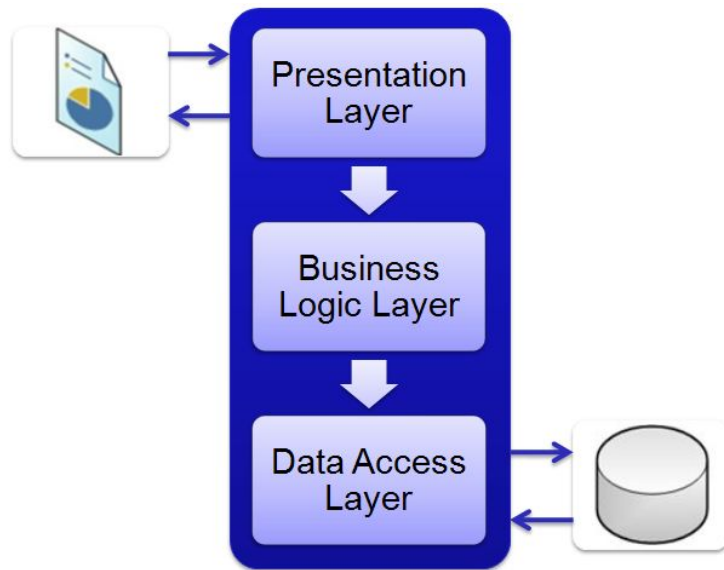 Presentation
Layer
Business
Logic Layer
Data Access
Layer